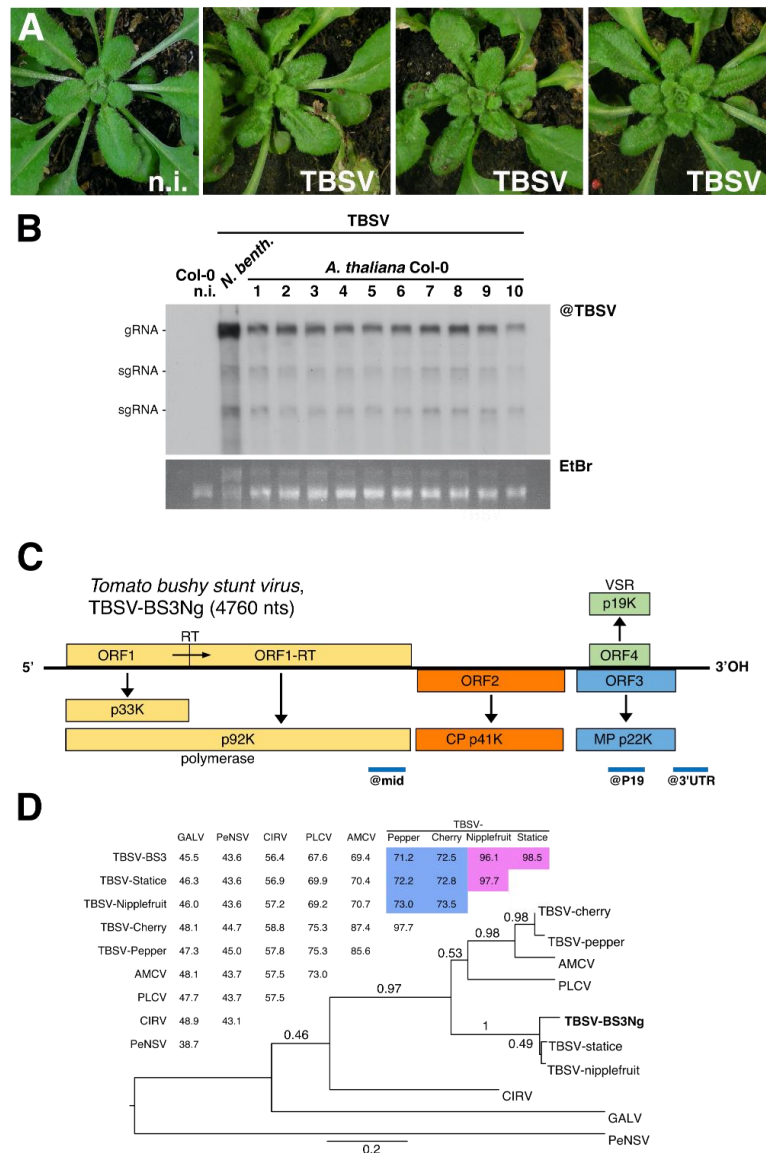 A
n.i.
TBSV
TBSV
TBSV
B
TBSV
Col-0
n.i.
N. benth.
A. thaliana Col-0
1 2 3 4 5 6 7 8 9 10
@TBSV
gRNA -
sgRNA -
sgRNA -
EtBr
C
Tomato bushy stunt virus,
TBSV-BS3Ng (4760 nts)
VSR
p19K
RT
5' ORF1 ORF1-RT ORF4 3'OH
ORF2 ORF3
p33K
p92K CP p41K MP p22K
polymerase
@mid @P19 @3'UTR
D
TBSV-
GALV PeNSV CIRV PLCV AMCV Pepper Cherry Nipplefruit Statice
TBSV-BS3 45.5 43.6 56.4 67.6 69.4 71.2 72.5 96.1 98.5
TBSV-Statice 46.3 43.6 56.9 69.9 70.4 72.2 72.8 97.7
TBSV-Nipplefruit 46.0 43.6 57.2 69.2 70.7 73.0 73.5
TBSV-Cherry 48.1 44.7 58.8 75.3 87.4 97.7
TBSV-Pepper 47.3 45.0 57.8 75.3 85.6
AMCV 48.1 43.7 57.5 73.0
PLCV 47.7 43.7 57.5
CIRV 48.9 43.1
PeNSV 38.7
0.98 TBSV-cherry
0.98 TBSV-pepper
0.53 AMCV
0.97 PLCV
1 TBSV-BS3Ng
0.46 0.49 TBSV-statice
TBSV-nipplefruit
CIRV
GALV
PeNSV
0.2